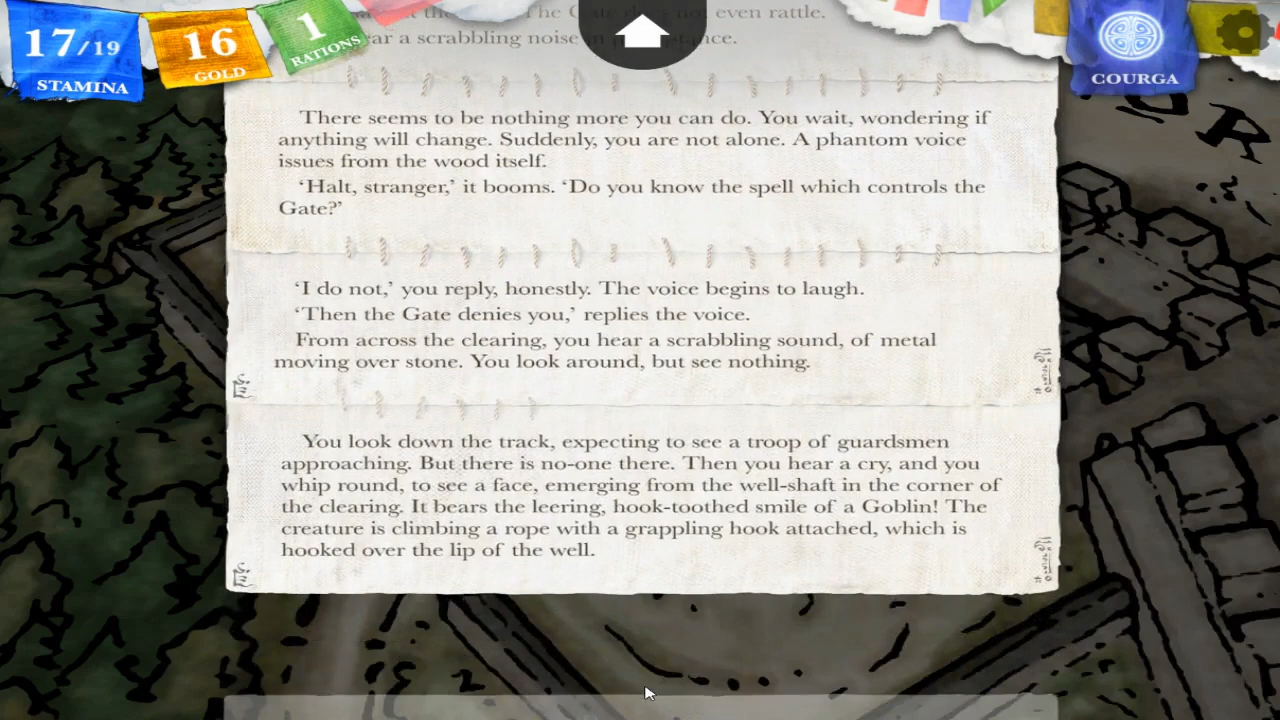 17/19
STAMINA
16
GOLD
1
RATIONS
COURGA
even rattle.
a scrabbling noise in
There seems to be nothing more you can do. You wait, wondering if
anything will change. Suddenly, you are not alone. A phantom voice
issues from the wood itself.
‘Halt, stranger,’ it booms. ‘Do you know the spell which controls the
Gate?’
‘I do not,’ you reply, honestly. The voice begins to laugh.
‘Then the Gate denies you,’ replies the voice.
From across the clearing, you hear a scrabbling sound, of metal
moving over stone. You look around, but see nothing.
You look down the track, expecting to see a troop of guardsmen
approaching. But there is no-one there. Then you hear a cry, and you
whip round, to see a face, emerging from the well-shaft in the corner of
the clearing. It bears the leering, hook-toothed smile of a Goblin! The
creature is climbing a rope with a grappling hook attached, which is
hooked over the lip of the well.